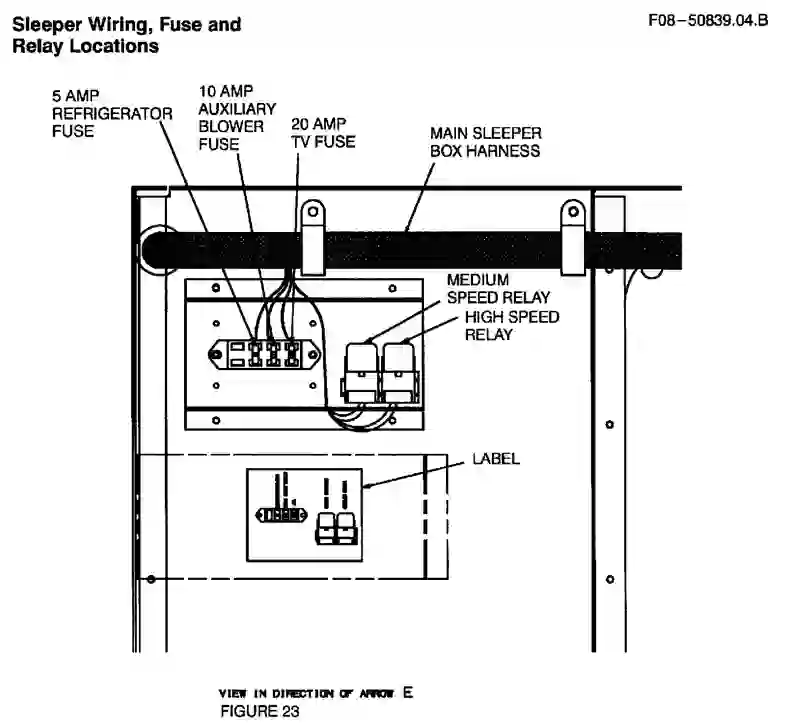 Sleeper Wiring, Fuse and
Relay Locations
F08-50839.04.B
5 AMP
REFRIGERATOR
FUSE
10 AMP
AUXILIARY
BLOWER
FUSE
20 AMP
TV FUSE
MAIN SLEEPER
BOX HARNESS
MEDIUM
SPEED RELAY
HIGH SPEED
RELAY
LABEL
VIEW IN DIRECTION OF ARROW E
FIGURE 23